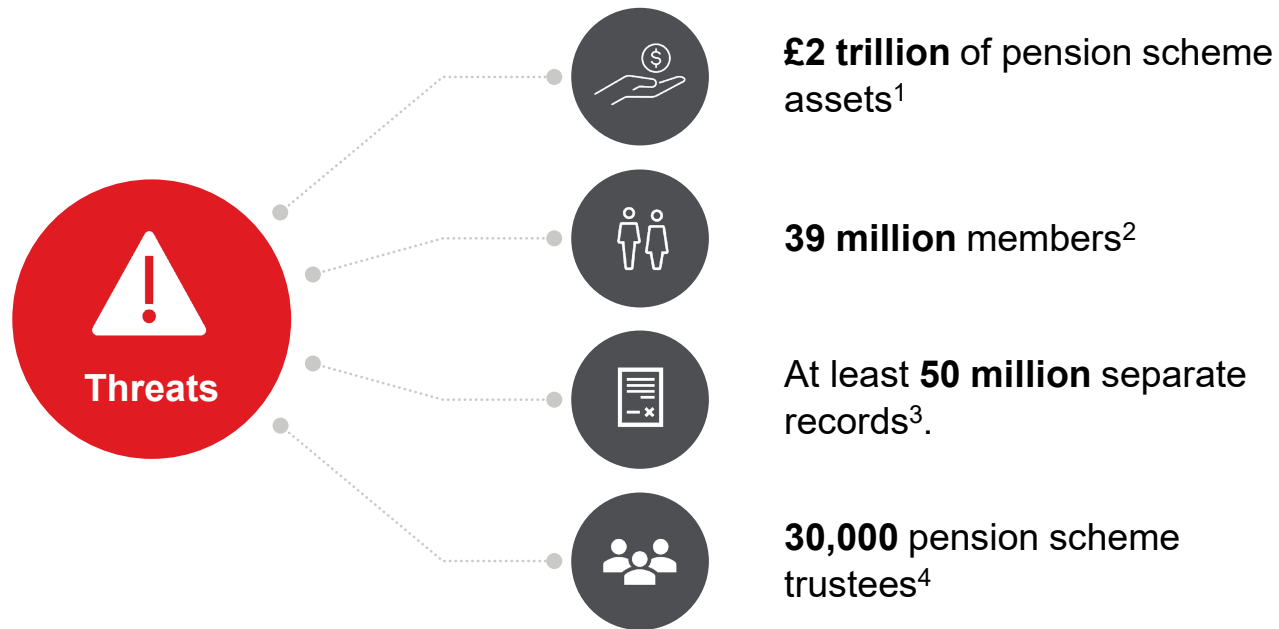 £2 trillion of pension scheme
assets¹
39 million members²
Threats
At least 50 million separate
records³.
30,000 pension scheme
trustees⁴